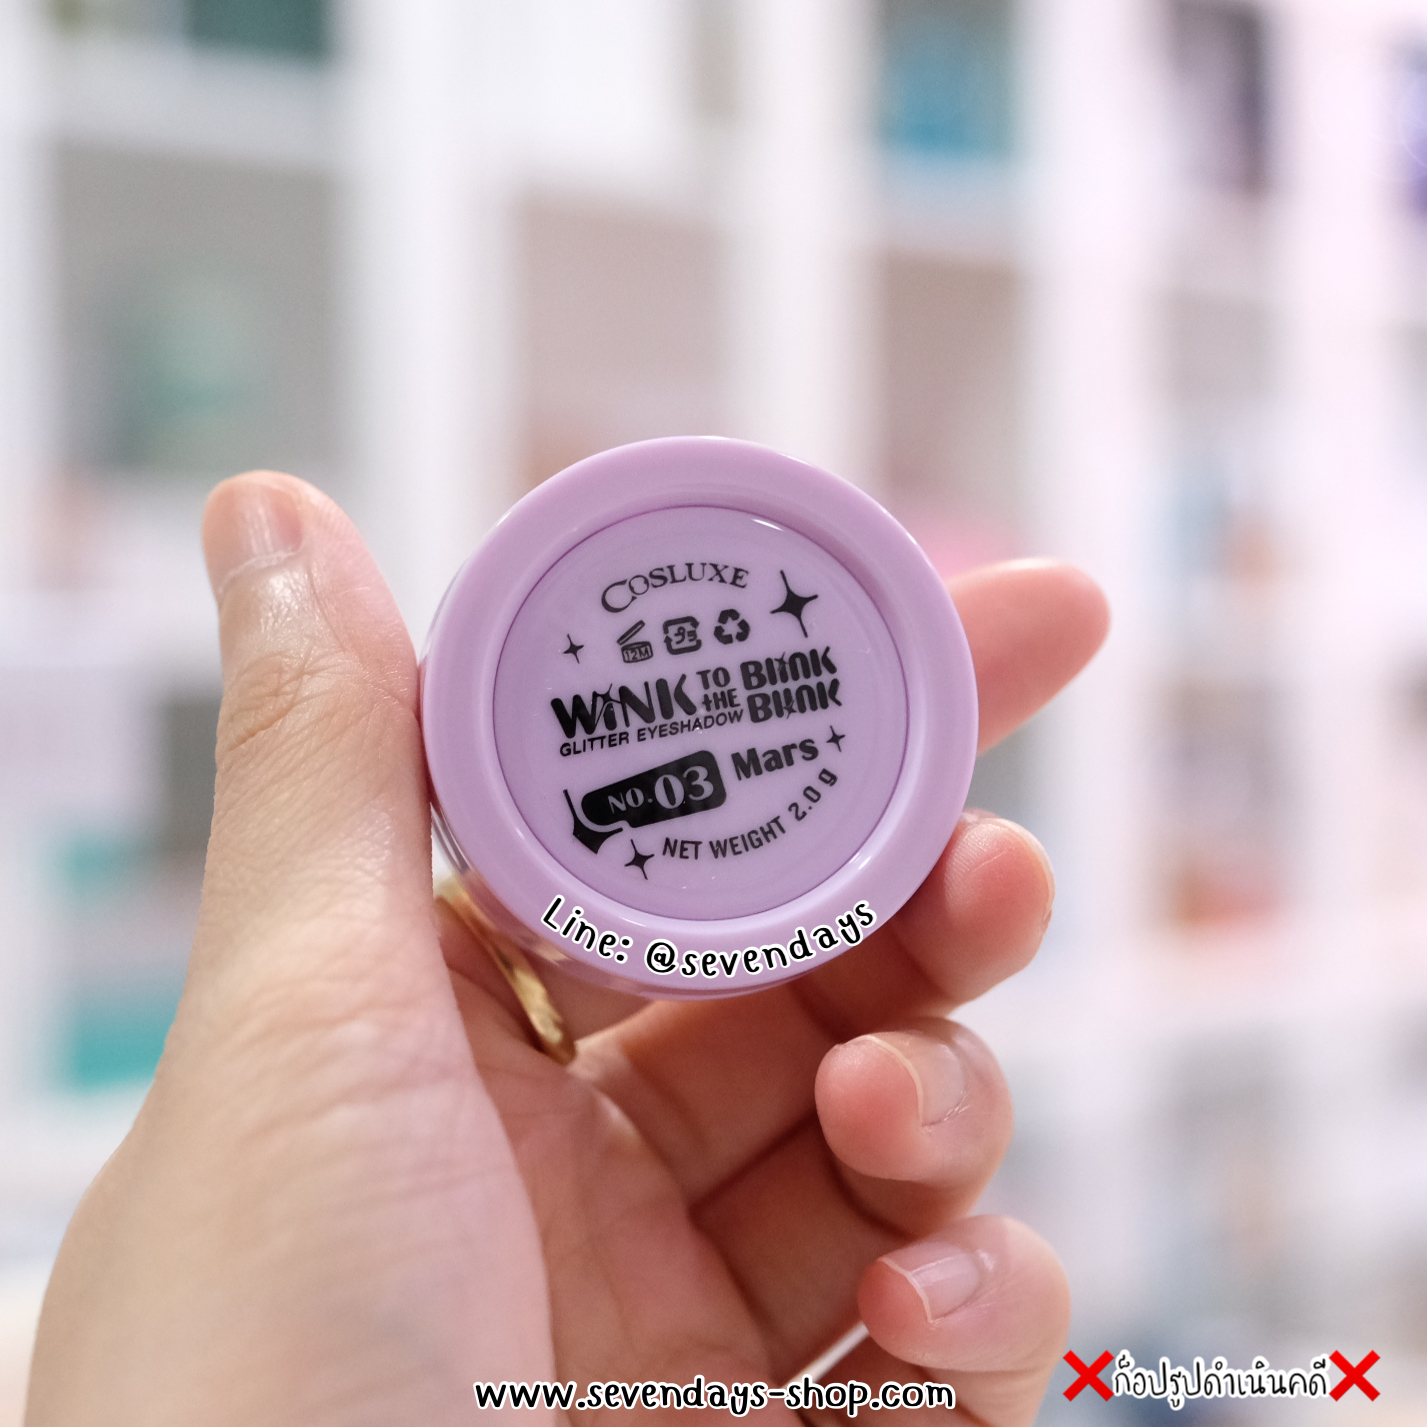 COSLUXE
12M
WINK TO THE BLINK BLINK
GLITTER EYESHADOW
NO.03 Mars
NET WEIGHT 2.0 g
Line: @sevendays
www.sevendays-shop.com
❌ก็อปรูปดำเนินคดี❌